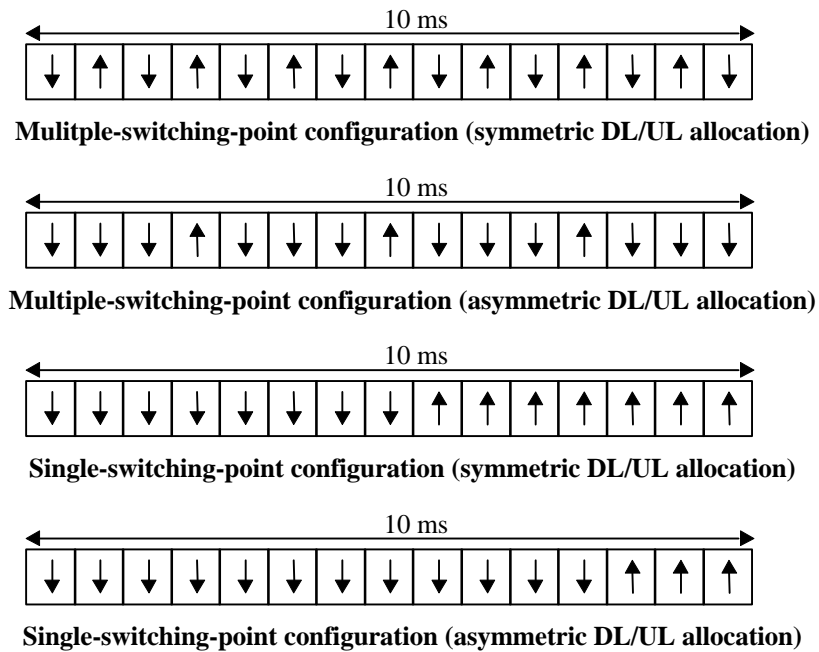 10 ms
Mulitple-switching-point configuration (symmetric DL/UL allocation)
10 ms
Multiple-switching-point configuration (asymmetric DL/UL allocation)
10 ms
Single-switching-point configuration (symmetric DL/UL allocation)
10 ms
Single-switching-point configuration (asymmetric DL/UL allocation)